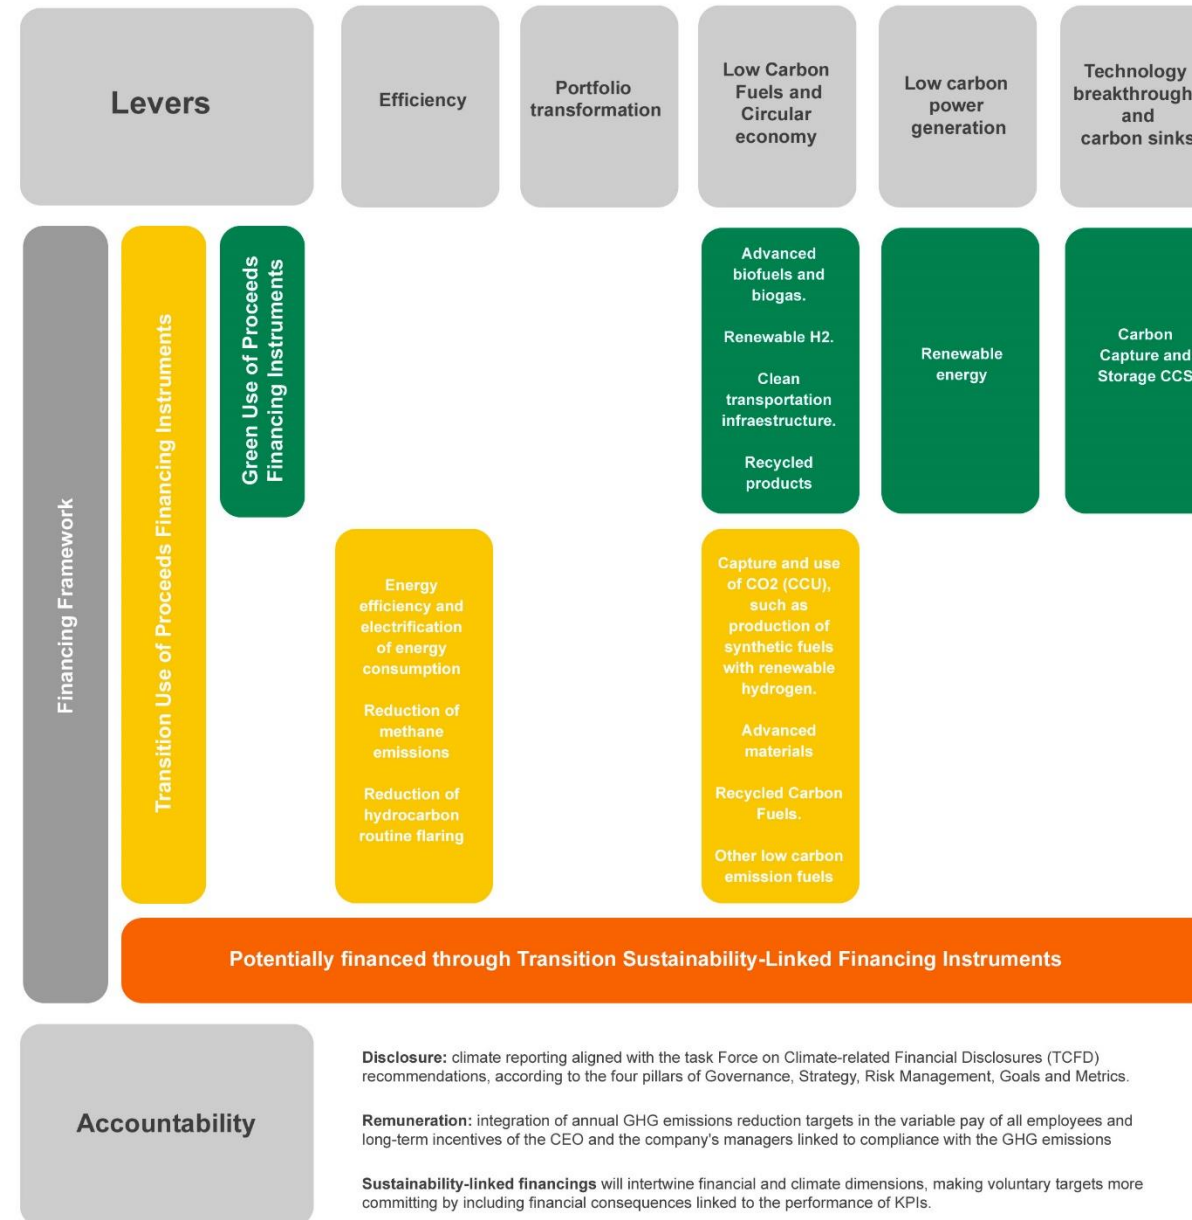 Levers
Efficiency
Portfolio
transformation
Low Carbon
Fuels and
Circular
economy
Low carbon
power
generation
Technology
breakthrough
and
carbon sinks
Financing Framework
Transition Use of Proceeds Financing Instruments
Green Use of Proceeds
Financing Instruments
Advanced
biofuels and
biogas.
Renewable H2.
Clean
transportation
infraestructure.
Recycled
products
Renewable
energy
Carbon
Capture and
Storage CCS
Energy
efficiency and
electrification
of energy
consumption
Reduction of
methane
emissions
Reduction of
hydrocarbon
routine flaring
Capture and use
of CO2 (CCU),
such as
production of
synthetic fuels
with renewable
hydrogen.
Advanced
materials
Recycled Carbon
Fuels.
Other low carbon
emission fuels
Potentially financed through Transition Sustainability-Linked Financing Instruments
Accountability
Disclosure: climate reporting aligned with the task Force on Climate-related Financial Disclosures (TCFD)
recommendations, according to the four pillars of Governance, Strategy, Risk Management, Goals and Metrics.
Remuneration: integration of annual GHG emissions reduction targets in the variable pay of all employees and
long-term incentives of the CEO and the company's managers linked to compliance with the GHG emissions
Sustainability-linked financings will intertwine financial and climate dimensions, making voluntary targets more
committing by including financial consequences linked to the performance of KPIs.